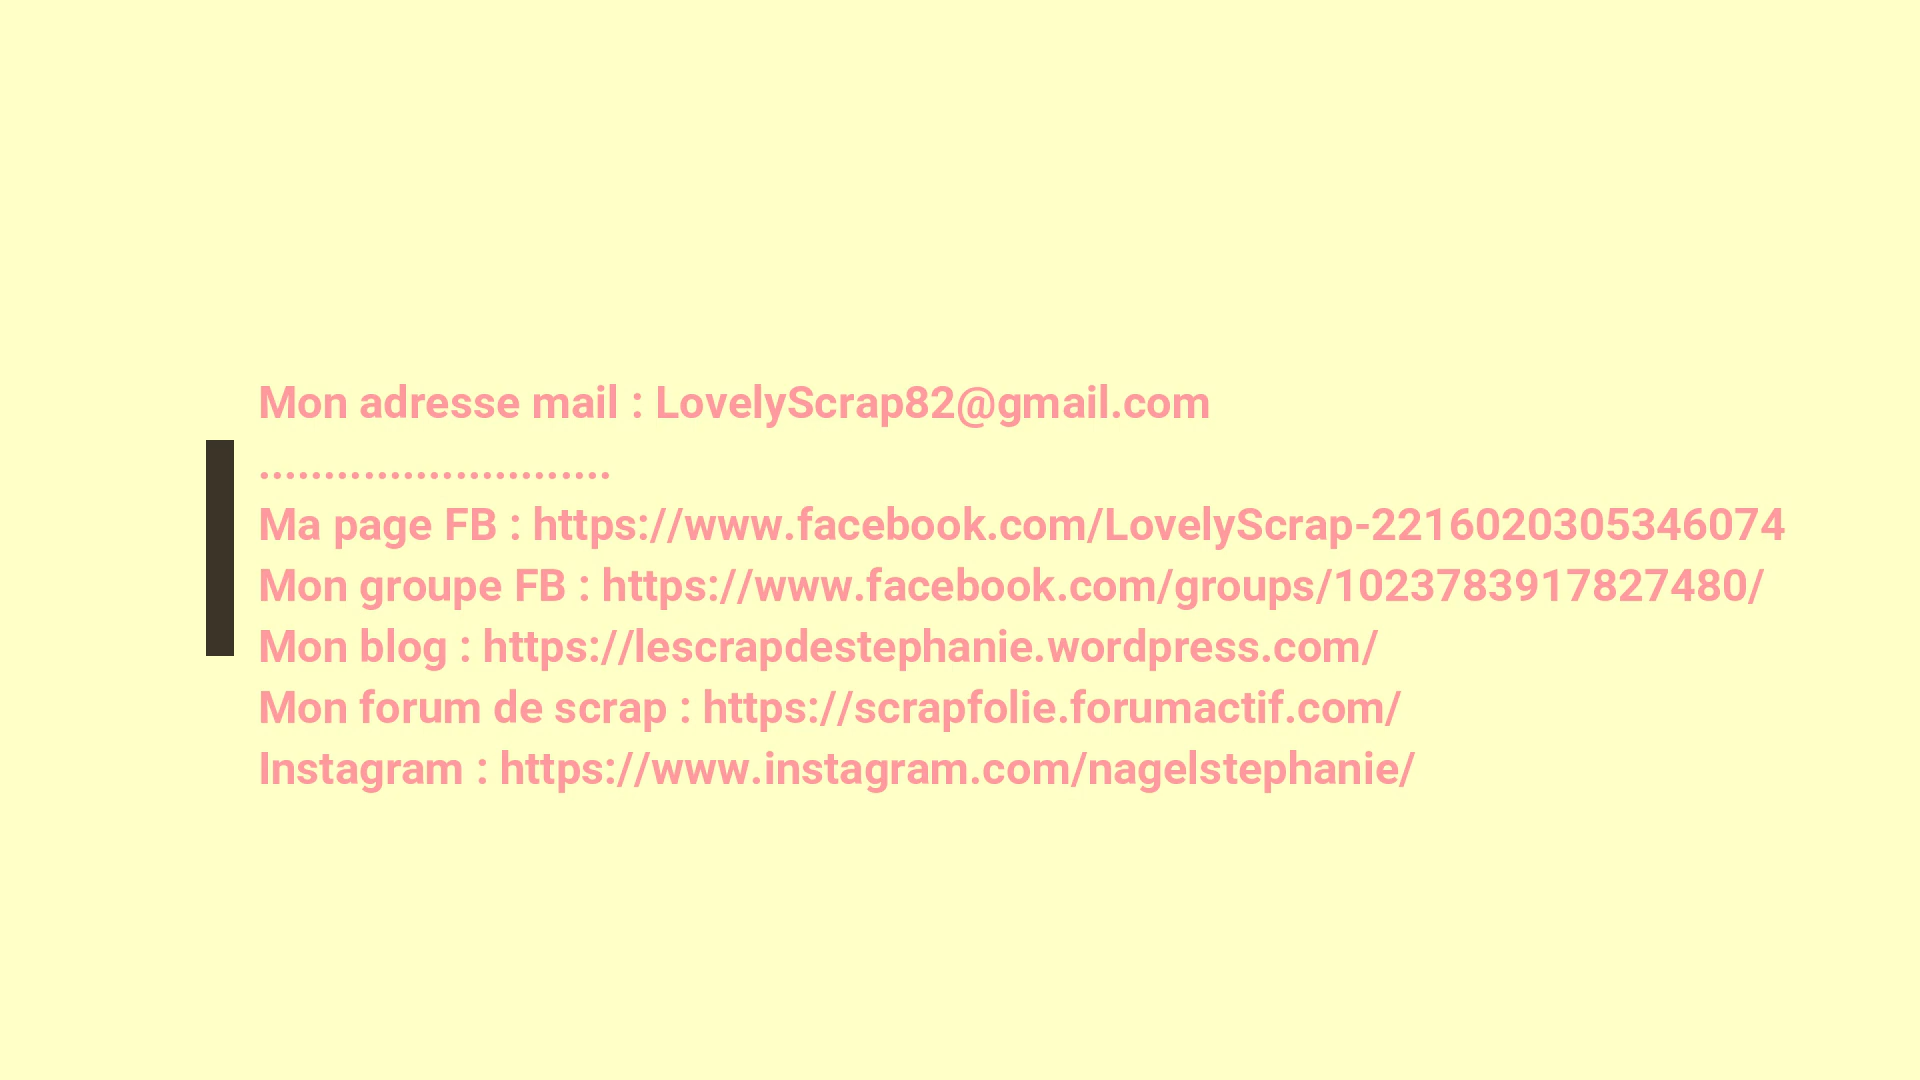 Mon adresse mail : LovelyScrap82@gmail.com
...........................
Ma page FB : https://www.facebook.com/LovelyScrap-2216020305346074
Mon groupe FB : https://www.facebook.com/groups/1023783917827480/
Mon blog : https://lescrapdestephanie.wordpress.com/
Mon forum de scrap : https://scrapfolie.forumactif.com/
Instagram : https://www.instagram.com/nagelstephanie/